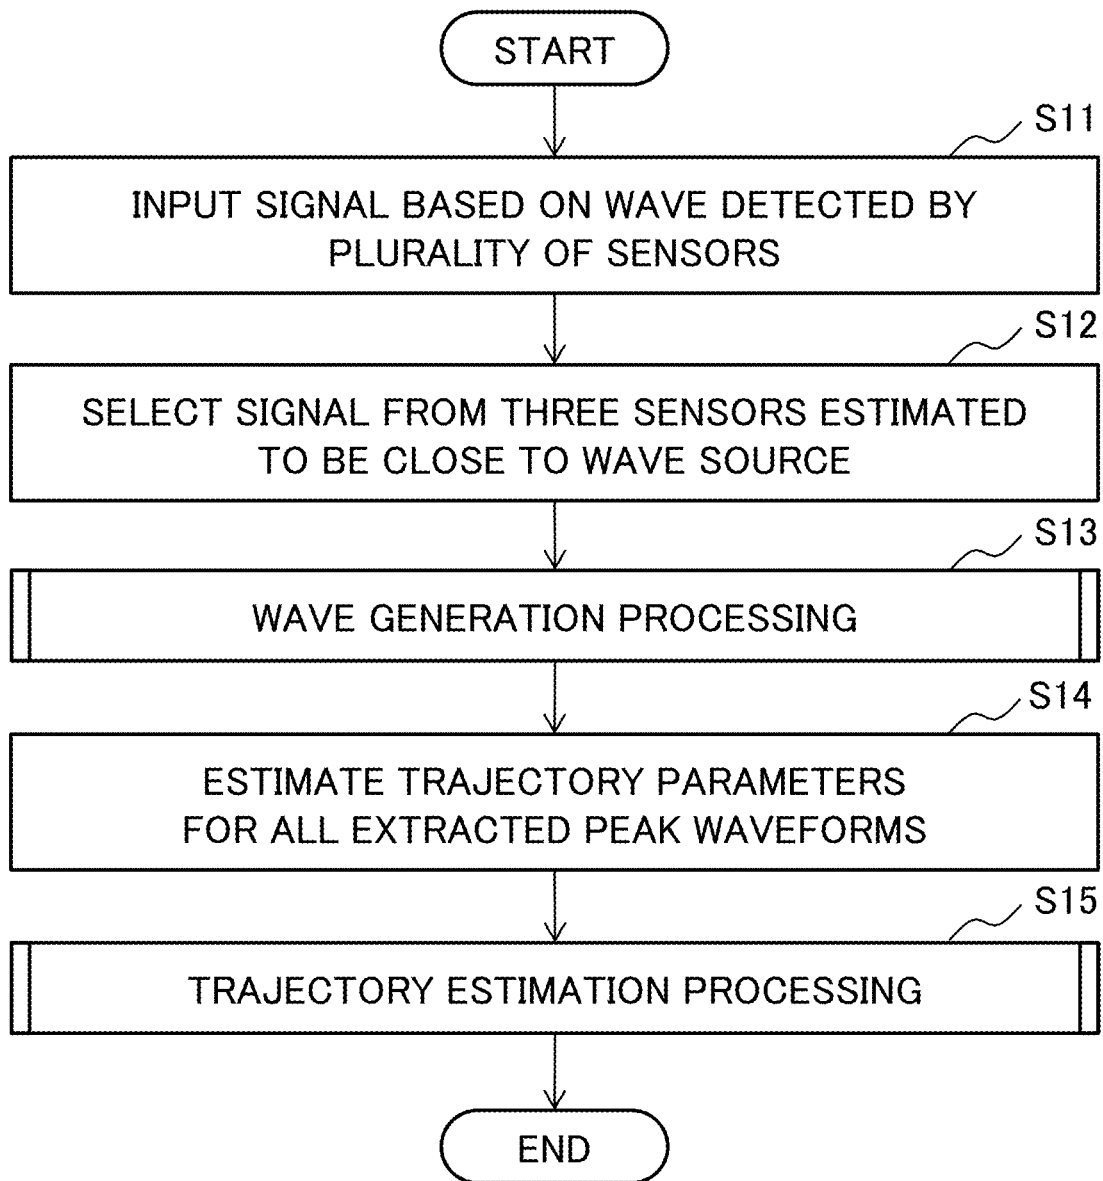 START
S11
INPUT SIGNAL BASED ON WAVE DETECTED BY
PLURALITY OF SENSORS
S12
SELECT SIGNAL FROM THREE SENSORS ESTIMATED
TO BE CLOSE TO WAVE SOURCE
S13
WAVE GENERATION PROCESSING
S14
ESTIMATE TRAJECTORY PARAMETERS
FOR ALL EXTRACTED PEAK WAVEFORMS
S15
TRAJECTORY ESTIMATION PROCESSING
END